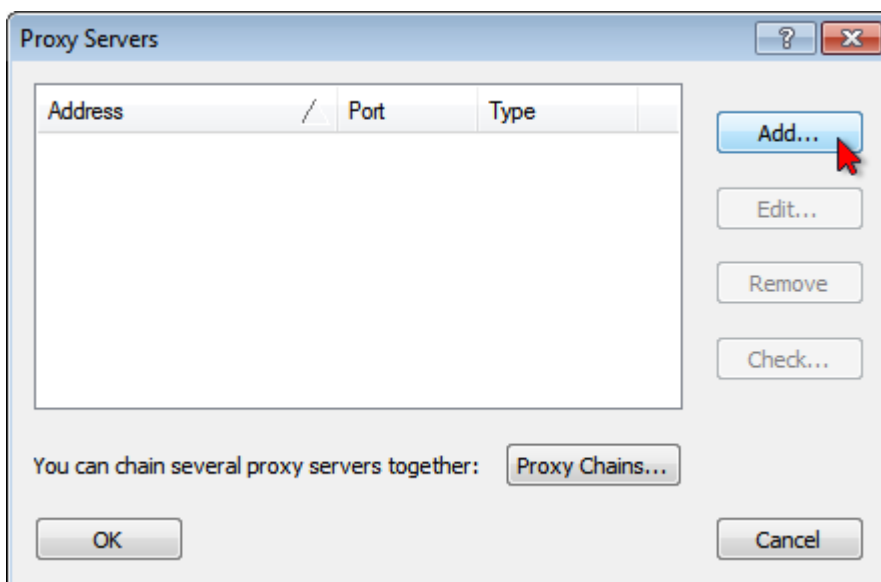 Proxy Servers
Address Port Type
Add...
Edit...
Remove
Check...
You can chain several proxy servers together: Proxy Chains...
OK Cancel